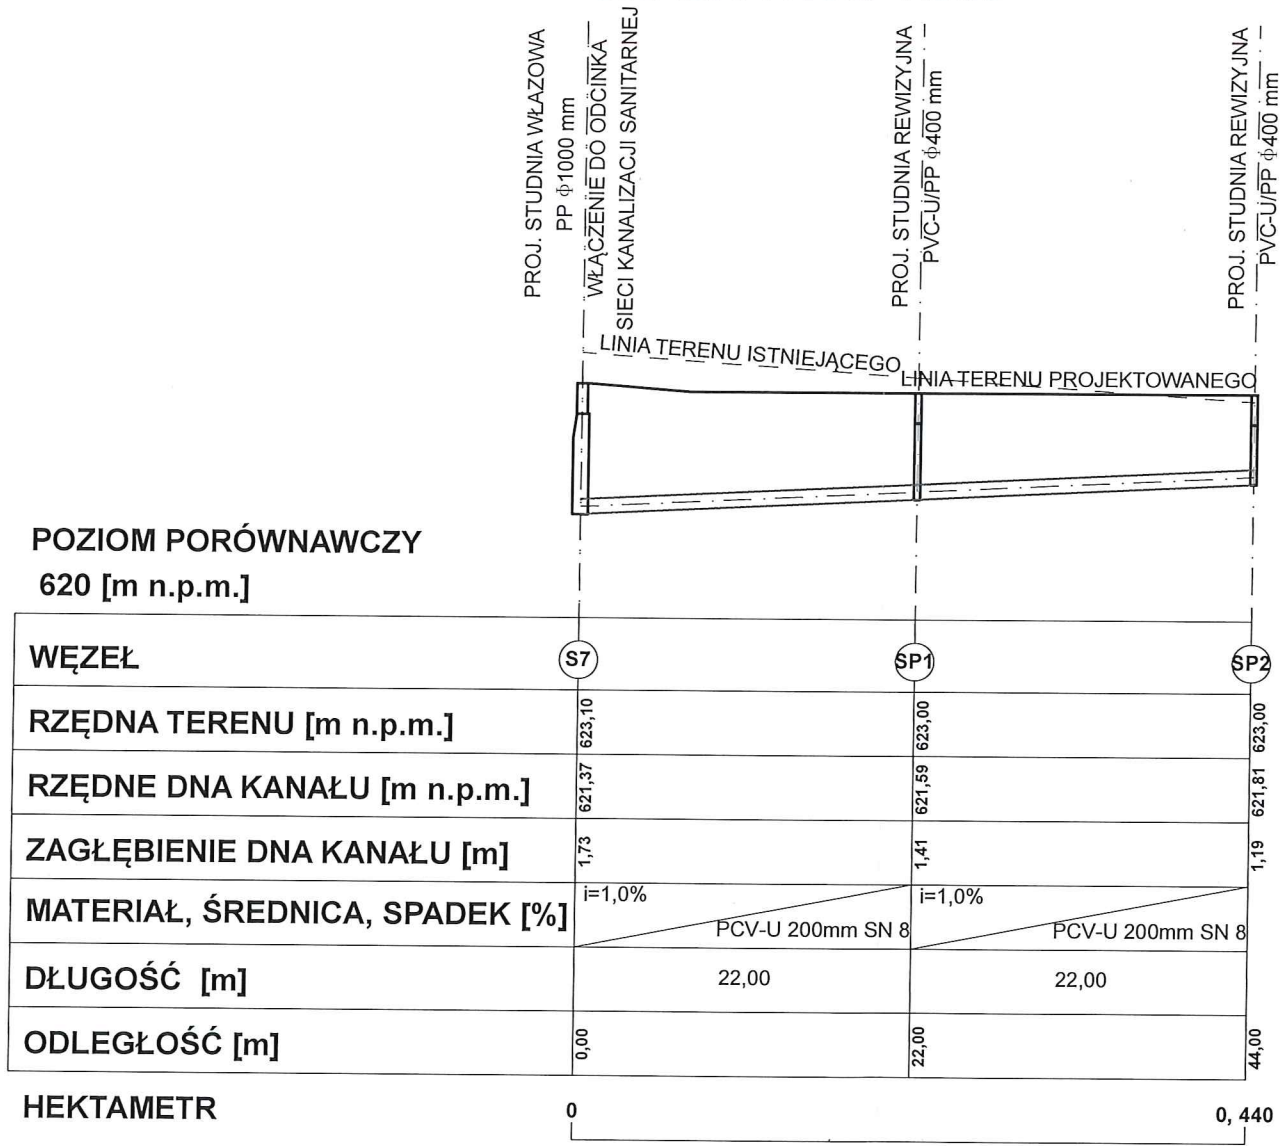 PROJ. STUDNIA WŁAZOWA
PP ϕ1000 mm
WŁĄCZENIE DO ODCINKA
SIECI KANALIZACJI SANITARNEJ
PROJ. STUDNIA REWIZYJNA
PVC-U/PP ϕ400 mm
PROJ. STUDNIA REWIZYJNA
PVC-U/PP ϕ400 mm
LINIA TERENU ISTNIEJĄCEGO
LINIA TERENU PROJEKTOWANEGO
POZIOM PORÓWNAWCZY
620 [m n.p.m.]
WĘZEŁ S7 SP1 SP2
RZĘDNA TERENU [m n.p.m.] 623,10 623,00 623,00
RZĘDNE DNA KANAŁU [m n.p.m.] 621,37 621,59 621,81
ZAGŁĘBIENIE DNA KANAŁU [m] 1,73 1,41 1,19
MATERIAŁ, ŚREDNICA, SPADEK [%] i=1,0% PCV-U 200mm SN 8 i=1,0% PCV-U 200mm SN 8
DŁUGOŚĆ [m] 22,00 22,00
ODLEGŁOŚĆ [m] 0,00 22,00 44,00
HEKTAMETR 0 0, 440